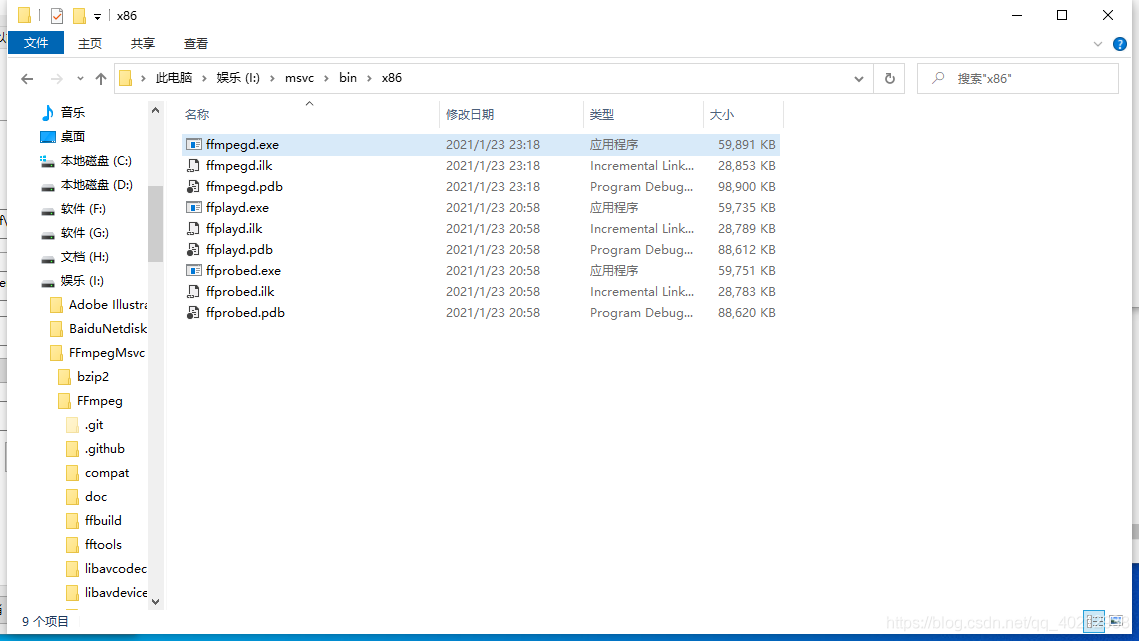 x86
文件 主页 共享 查看
此电脑 › 娱乐 (I:) › msvc › bin › x86
搜索"x86"
音乐
桌面
本地磁盘 (C:)
本地磁盘 (D:)
软件 (F:)
软件 (G:)
文档 (H:)
娱乐 (I:)
Adobe Illustra
BaiduNetdisk
FFmpegMsvc
bzip2
FFmpeg
.git
.github
compat
doc
ffbuild
fftools
libavcodec
libavdevice
名称 修改日期 类型 大小
ffmpegd.exe 2021/1/23 23:18 应用程序 59,891 KB
ffmpegd.ilk 2021/1/23 23:18 Incremental Link... 28,853 KB
ffmpegd.pdb 2021/1/23 23:18 Program Debug... 98,900 KB
ffplayd.exe 2021/1/23 20:58 应用程序 59,735 KB
ffplayd.ilk 2021/1/23 20:58 Incremental Link... 28,789 KB
ffplayd.pdb 2021/1/23 20:58 Program Debug... 88,612 KB
ffprobed.exe 2021/1/23 20:58 应用程序 59,751 KB
ffprobed.ilk 2021/1/23 20:58 Incremental Link... 28,783 KB
ffprobed.pdb 2021/1/23 20:58 Program Debug... 88,620 KB
9 个项目